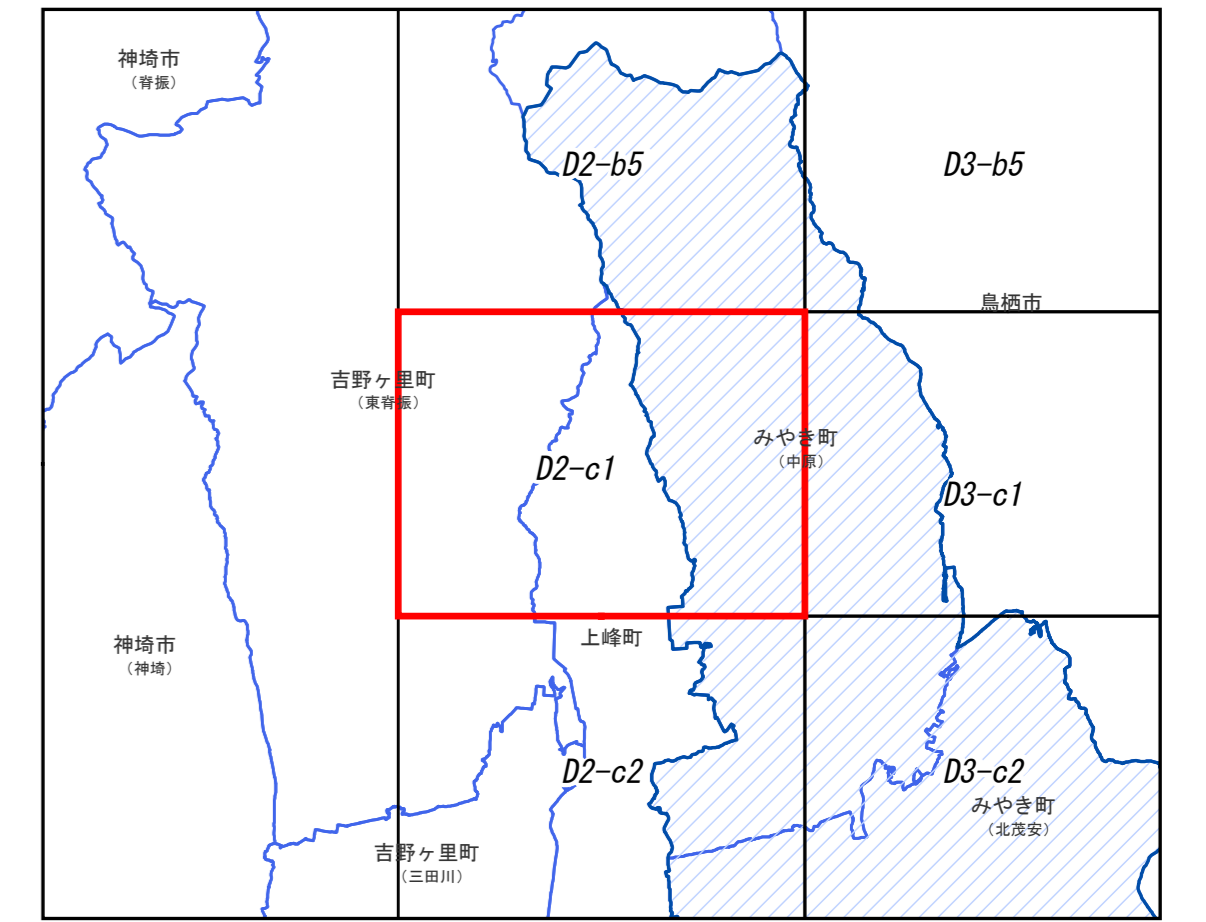 神埼市
（脊振）
D2-b5
D3-b5
鳥栖市
吉野ヶ里町
（東脊振）
みやき町
（中原）
D2-c1
D3-c1
上峰町
神埼市
（神埼）
D2-c2
D3-c2
みやき町
（北茂安）
吉野ヶ里町
（三田川）